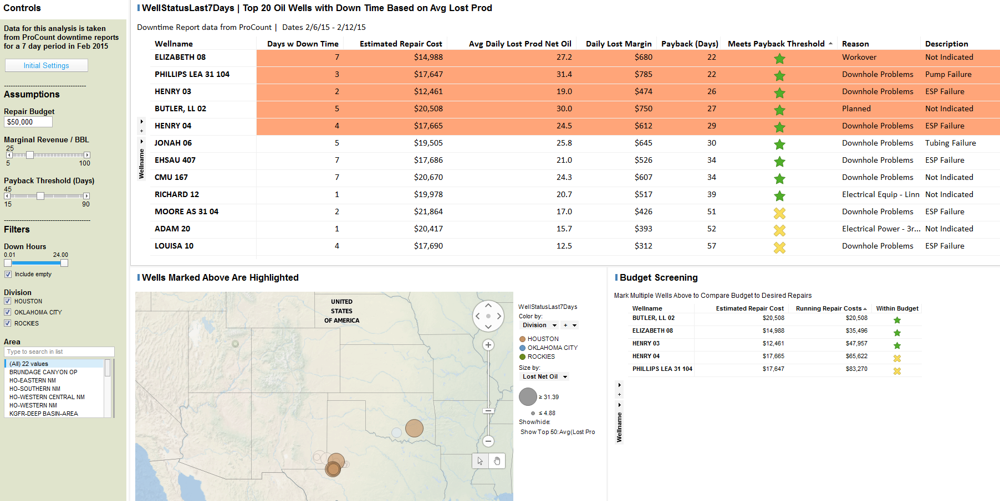 Controls
Data for this analysis is taken
from ProCount downtime reports
for a 7 day period in Feb 2015
Initial Settings
Assumptions
Repair Budget
$50,000
Marginal Revenue / BBL
25
5 100
Payback Threshold (Days)
45
15 90
Filters
Down Hours
0.01 24.00
Include empty
Division
HOUSTON
OKLAHOMA CITY
ROCKIES
Area
Type to search in list
(All) 22 values
BRUNDAGE CANYON OP
HO-EASTERN NM
HO-SOUTHERN NM
HO-WESTERN CENTRAL NM
HO-WESTERN NM
KGFR-DEEP BASIN-AREA
WellStatusLast7Days | Top 20 Oil Wells with Down Time Based on Avg Lost Prod
Downtime Report data from ProCount | Dates 2/6/15 - 2/12/15
Wellname Days w Down Time Estimated Repair Cost Avg Daily Lost Prod Net Oil Daily Lost Margin Payback (Days) Meets Payback Threshold Reason Description
ELIZABETH 08 7 $14,988 27.2 $680 22 Workover Not Indicated
PHILLIPS LEA 31 104 3 $17,647 31.4 $785 22 Downhole Problems Pump Failure
HENRY 03 2 $12,461 19.0 $474 26 Downhole Problems ESP Failure
BUTLER, LL 02 5 $20,508 30.0 $750 27 Planned Not Indicated
HENRY 04 4 $17,665 24.5 $612 29 Downhole Problems ESP Failure
JONAH 06 5 $19,505 25.8 $645 30 Downhole Problems Tubing Failure
EHSAU 407 7 $17,686 21.0 $526 34 Downhole Problems ESP Failure
CMU 167 7 $20,670 24.3 $607 34 Downhole Problems Not Indicated
RICHARD 12 1 $19,978 20.7 $517 39 Electrical Equip - Linn Not Indicated
MOORE AS 31 04 2 $21,864 17.0 $426 51 Downhole Problems ESP Failure
ADAM 20 1 $20,417 15.7 $393 52 Electrical Power - 3r... Not Indicated
LOUISA 10 4 $17,690 12.5 $312 57 Downhole Problems ESP Failure
+
Wellname
Wells Marked Above Are Highlighted
UNITED
STATES
OF AMERICA
WellStatusLast7Days
Color by:
Division +
HOUSTON
OKLAHOMA CITY
ROCKIES
Size by:
Lost Net Oil
≥ 31.39
≤ 4.88
Show/hide:
Show Top 50:Avg(Lost Pro
Budget Screening
Mark Multiple Wells Above to Compare Budget to Desired Repairs
Wellname Estimated Repair Cost Running Repair Costs Within Budget
BUTLER, LL 02 $20,508 $20,508
ELIZABETH 08 $14,988 $35,496
HENRY 03 $12,461 $47,957
HENRY 04 $17,665 $65,622
PHILLIPS LEA 31 104 $17,647 $83,270
+
Wellname